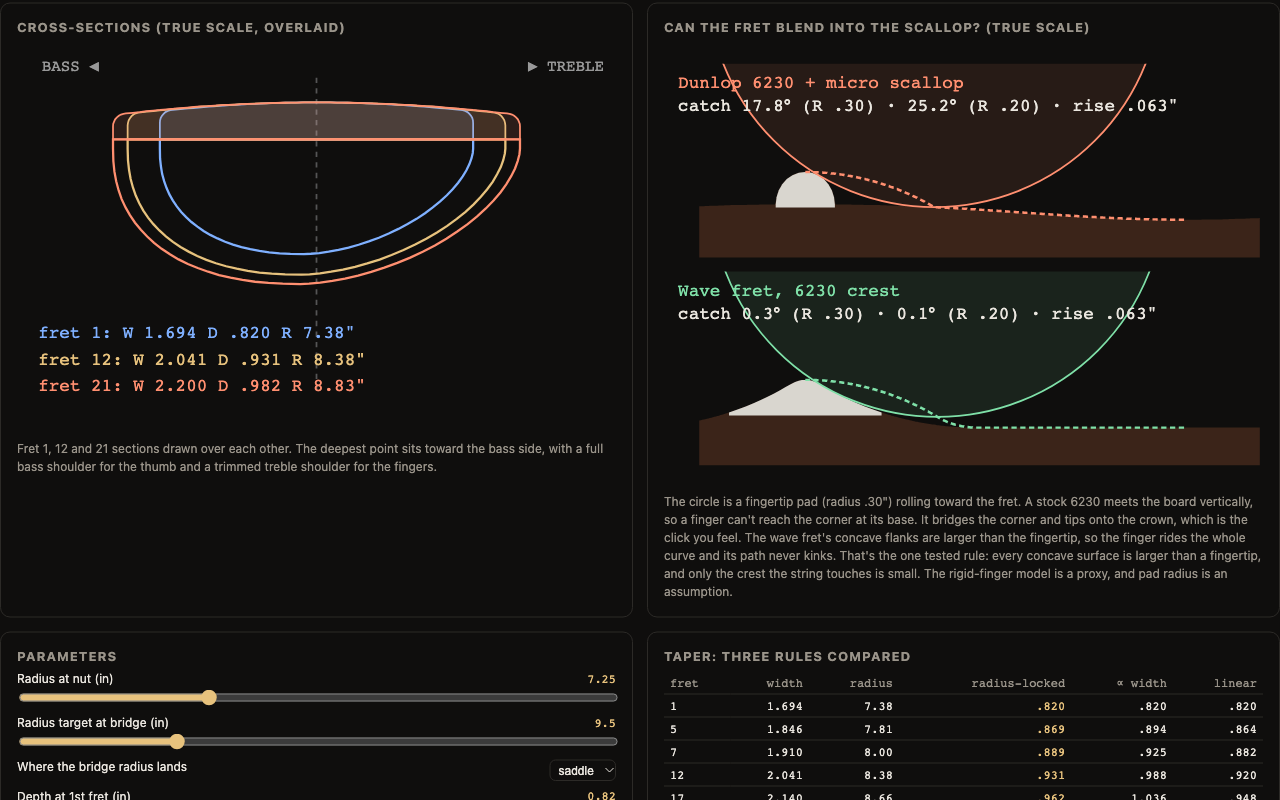 CROSS-SECTIONS (TRUE SCALE, OVERLAID)
BASS ◀
▶ TREBLE
fret 1: W 1.694 D .820 R 7.38"
fret 12: W 2.041 D .931 R 8.38"
fret 21: W 2.200 D .982 R 8.83"
Fret 1, 12 and 21 sections drawn over each other. The deepest point sits toward the bass side, with a full
bass shoulder for the thumb and a trimmed treble shoulder for the fingers.
CAN THE FRET BLEND INTO THE SCALLOP? (TRUE SCALE)
Dunlop 6230 + micro scallop
catch 17.8° (R .30) · 25.2° (R .20) · rise .063"
Wave fret, 6230 crest
catch 0.3° (R .30) · 0.1° (R .20) · rise .063"
The circle is a fingertip pad (radius .30") rolling toward the fret. A stock 6230 meets the board vertically,
so a finger can't reach the corner at its base. It bridges the corner and tips onto the crown, which is the
click you feel. The wave fret's concave flanks are larger than the fingertip, so the finger rides the whole
curve and its path never kinks. That's the one tested rule: every concave surface is larger than a fingertip,
and only the crest the string touches is small. The rigid-finger model is a proxy, and pad radius is an
assumption.
PARAMETERS
Radius at nut (in) 7.25
Radius target at bridge (in) 9.5
Where the bridge radius lands saddle
Depth at 1st fret (in) 0.82
TAPER: THREE RULES COMPARED
fret width radius radius-locked ∝ width linear
1 1.694 7.38 .820 .820 .820
5 1.846 7.81 .869 .894 .864
7 1.910 8.00 .889 .925 .882
12 2.041 8.38 .931 .988 .920
17 2.140 8.66 .962 1.036 .948